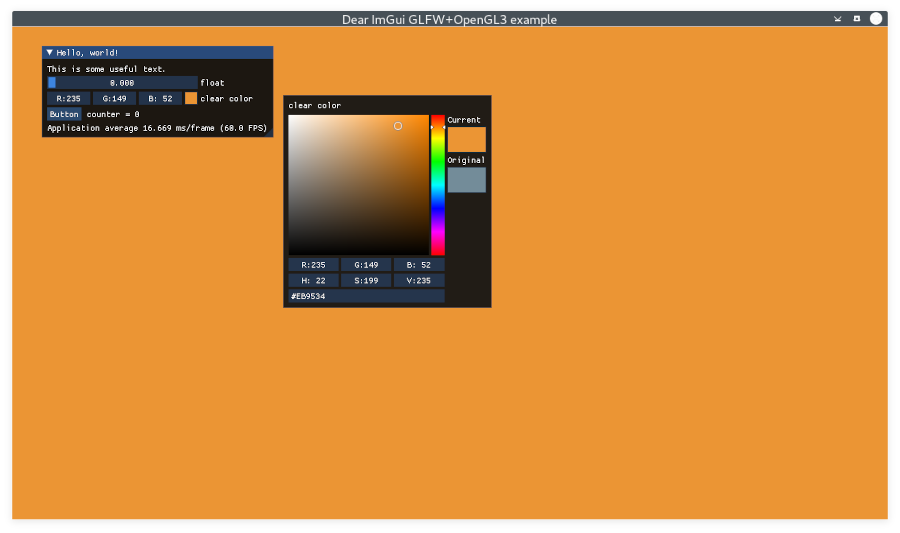 Dear ImGui GLFW+OpenGL3 example
Hello, world!
This is some useful text.
0.000 float
R:235 G:149 B: 52 clear color
Button counter = 0
Application average 16.669 ms/frame (60.0 FPS)
clear color
Current
Original
R:235 G:149 B: 52
H: 22 S:199 V:235
#EB9534